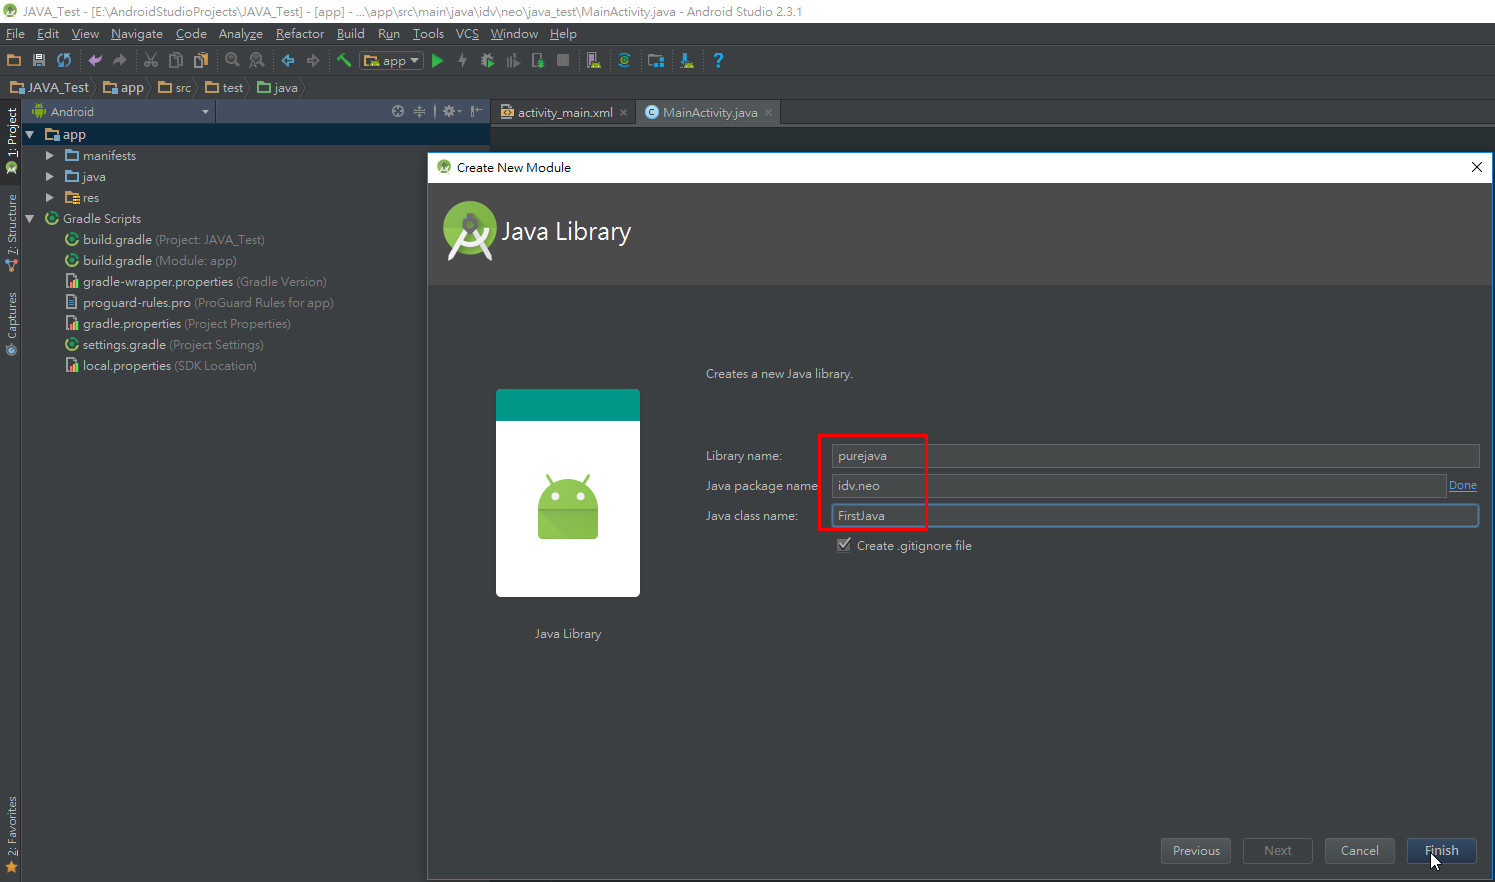 JAVA_Test - [E:\AndroidStudioProjects\JAVA_Test] - [app] - ...\app\src\main\java\idv\neo\java_test\MainActivity.java - Android Studio 2.3.1
File Edit View Navigate Code Analyze Refactor Build Run Tools VCS Window Help
app
JAVA_Test app src test java
Android
activity_main.xml MainActivity.java
1: Project
7: Structure
Captures
2: Favorites
app
manifests
java
res
Gradle Scripts
build.gradle (Project: JAVA_Test)
build.gradle (Module: app)
gradle-wrapper.properties (Gradle Version)
proguard-rules.pro (ProGuard Rules for app)
gradle.properties (Project Properties)
settings.gradle (Project Settings)
local.properties (SDK Location)
Create New Module
Java Library
Creates a new Java library.
Library name: purejava
Java package name idv.neo Done
Java class name: FirstJava
Create .gitignore file
Java Library
Previous Next Cancel Finish